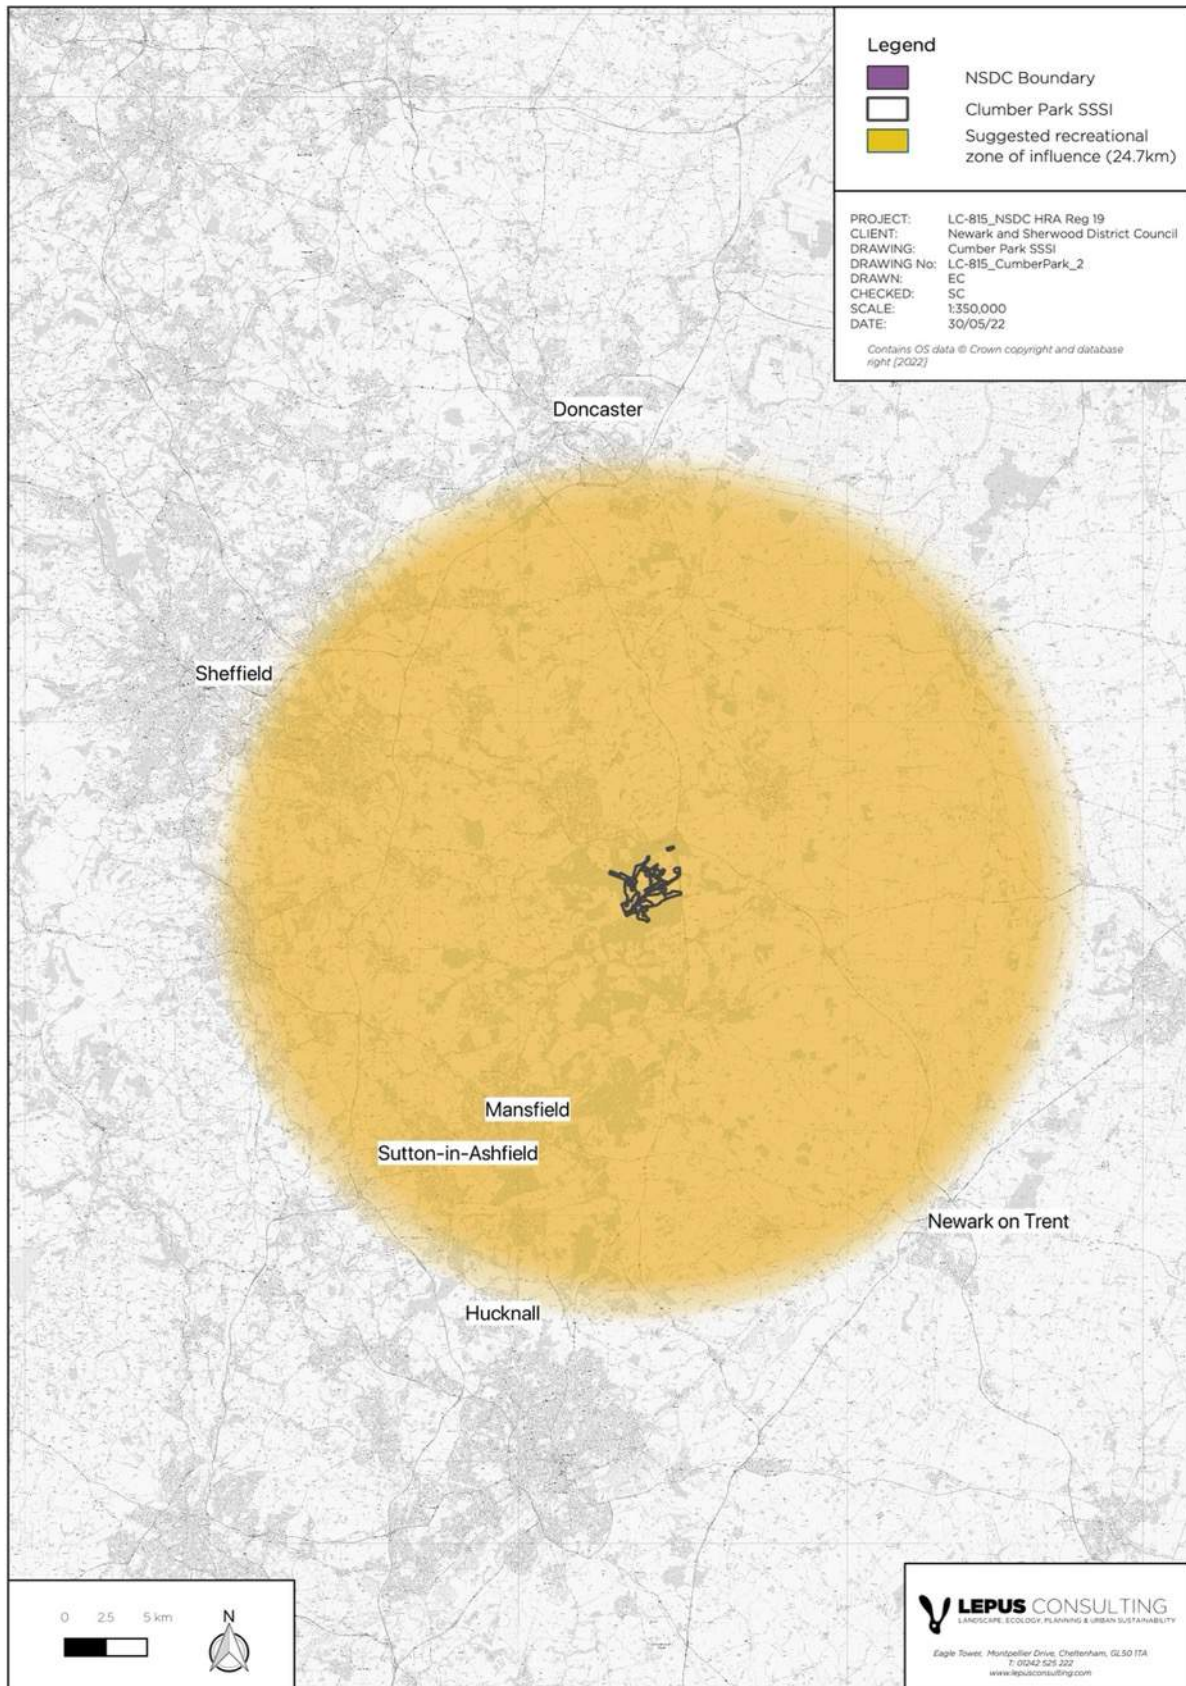 Legend
NSDC Boundary
Clumber Park SSSI
Suggested recreational
zone of influence (24.7km)
PROJECT: LC-815_NSDC HRA Reg 19
CLIENT: Newark and Sherwood District Council
DRAWING: Cumber Park SSSI
DRAWING No: LC-815_CumberPark_2
DRAWN: EC
CHECKED: SC
SCALE: 1:350,000
DATE: 30/05/22
Contains OS data © Crown copyright and database
right [2022]
Doncaster
Sheffield
Mansfield
Sutton-in-Ashfield
Newark on Trent
Hucknall
0 2.5 5 km
N
LEPUS CONSULTING
LANDSCAPE, ECOLOGY, PLANNING & URBAN SUSTAINABILITY
Eagle Tower, Montpellier Drive, Cheltenham, GL50 1TA
T: 01242 525 222
www.lepusconsulting.com